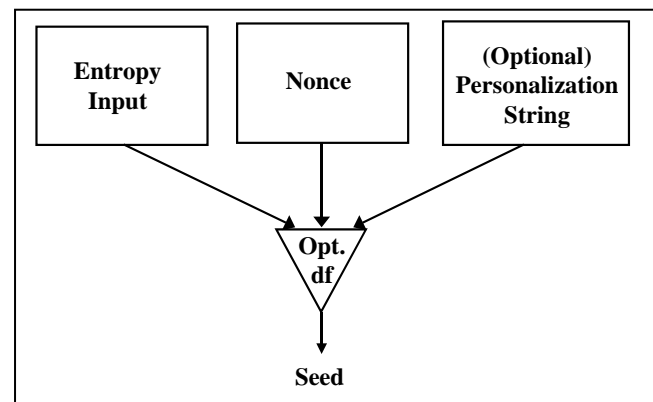 Entropy
Input
Nonce
(Optional)
Personalization
String
Opt.
df
Seed